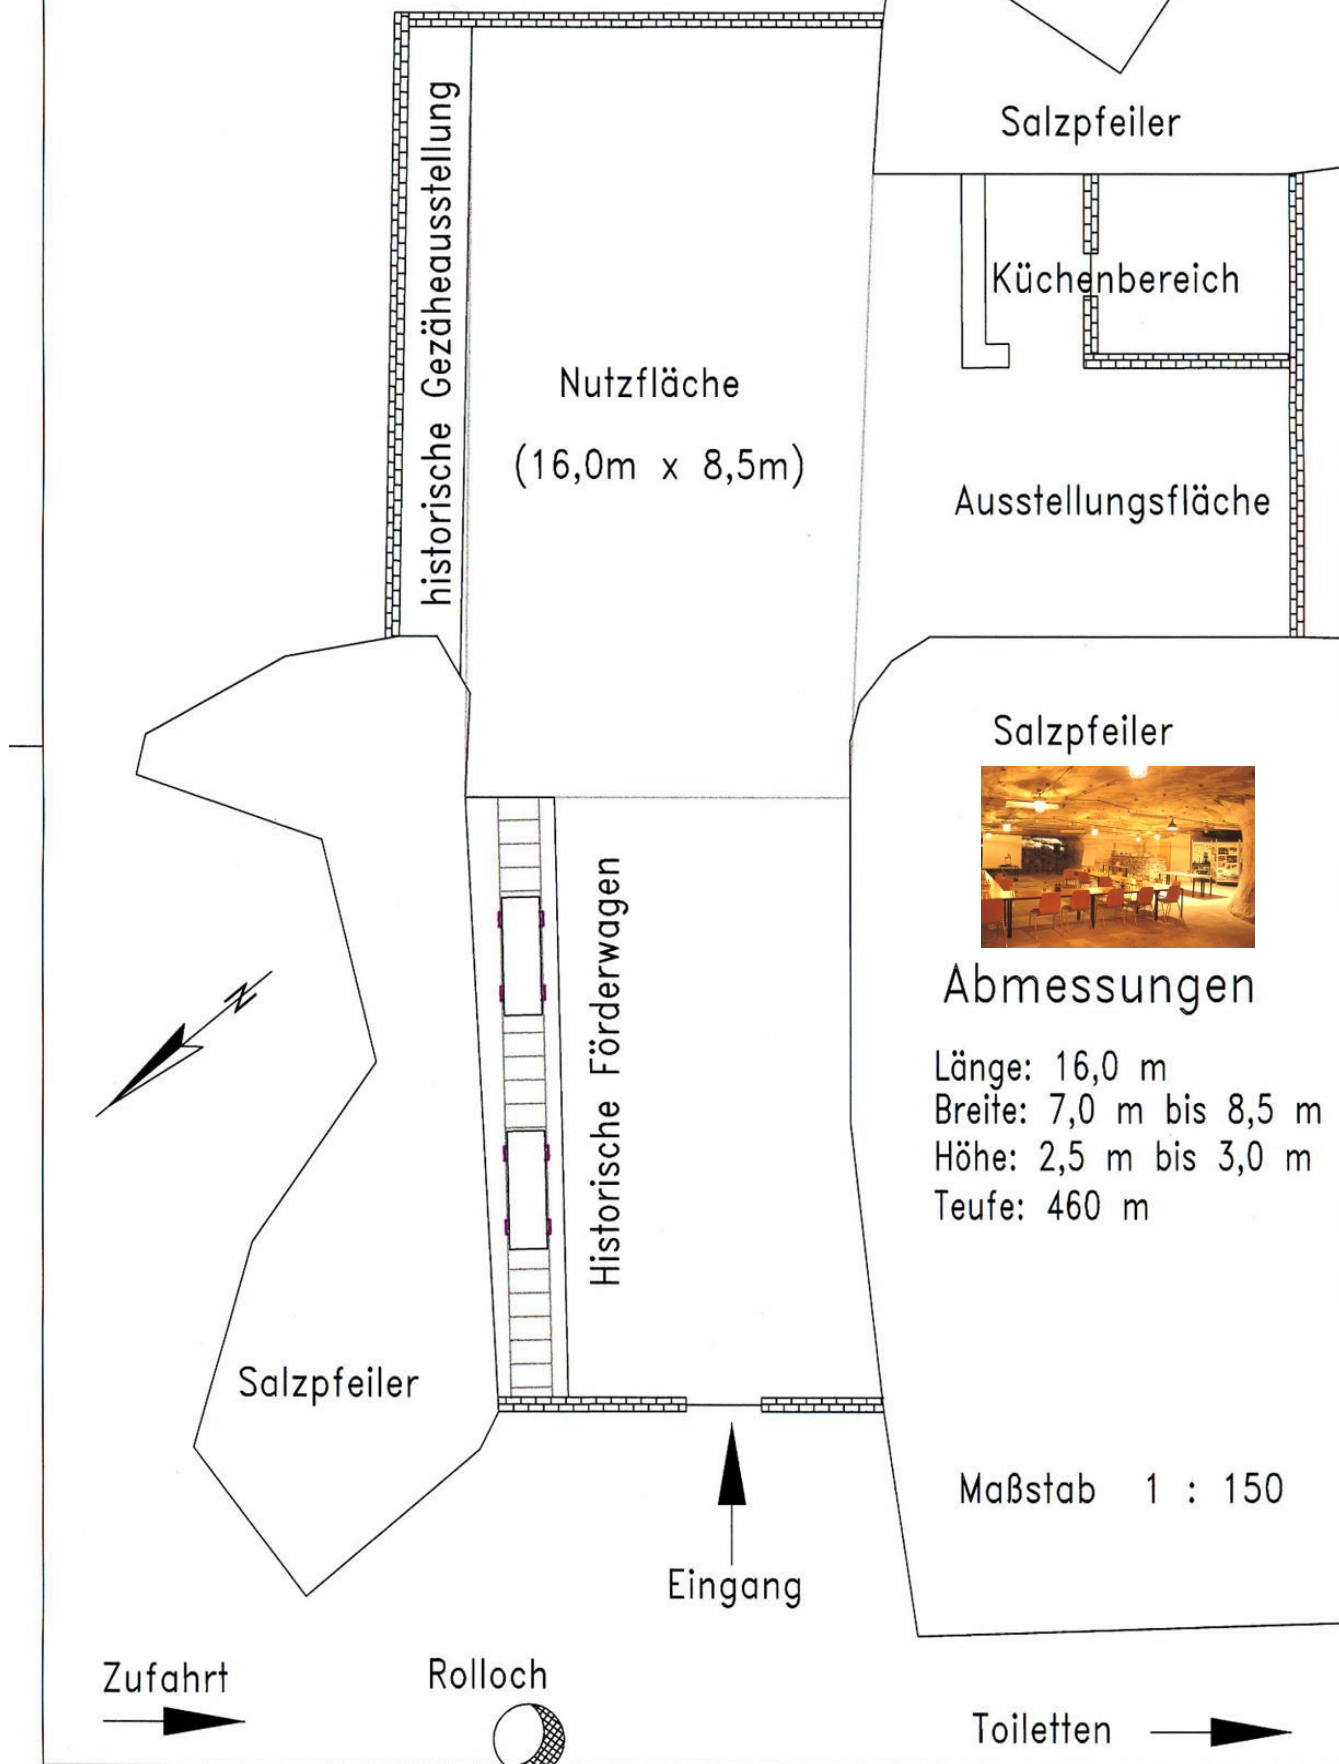 Salzpfeiler
historische Gezäheausstellung
Küchenbereich
Nutzfläche
(16,0m x 8,5m)
Ausstellungsfläche
Salzpfeiler
Historische Förderwagen
N
Abmessungen
Länge: 16,0 m
Breite: 7,0 m bis 8,5 m
Höhe: 2,5 m bis 3,0 m
Teufe: 460 m
Salzpfeiler
Maßstab 1 : 150
Eingang
Zufahrt
Rolloch
Toiletten